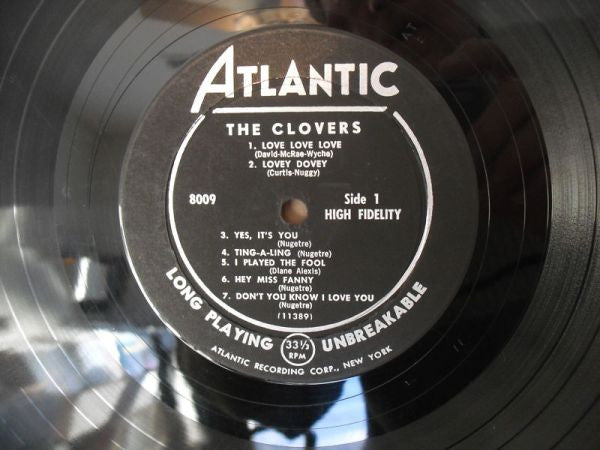 ATLANTIC
THE CLOVERS
1. LOVE LOVE LOVE
(David-McRae-Wyche)
2. LOVEY DOVEY
(Curtis-Nuggy)
8009
Side 1
HIGH FIDELITY
3. YES, IT'S YOU
(Nugetre)
4. TING-A-LING (Nugetre)
5. I PLAYED THE FOOL
(Diane Alexis)
6. HEY MISS FANNY
(Nugetre)
7. DON'T YOU KNOW I LOVE YOU
(Nugetre)
(11389)
LONG PLAYING 33⅓ RPM UNBREAKABLE
ATLANTIC RECORDING CORP., NEW YORK
AT